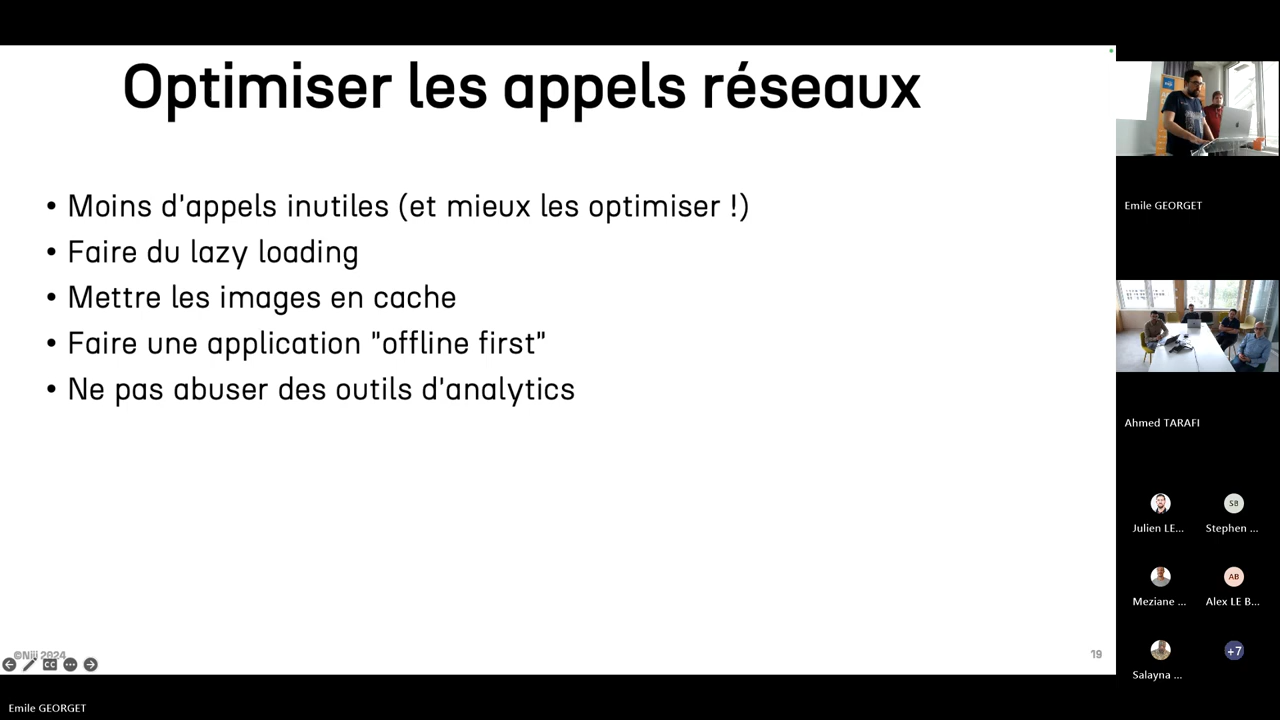 Optimiser les appels réseaux
• Moins d'appels inutiles (et mieux les optimiser !)
• Faire du lazy loading
• Mettre les images en cache
• Faire une application "offline first"
• Ne pas abuser des outils d'analytics
©Niji 2024
CC
19
Emile GEORGET
Emile GEORGET
Ahmed TARAFI
Julien LE...
SB
Stephen ...
Meziane ...
AB
Alex LE B...
Salayna ...
+7